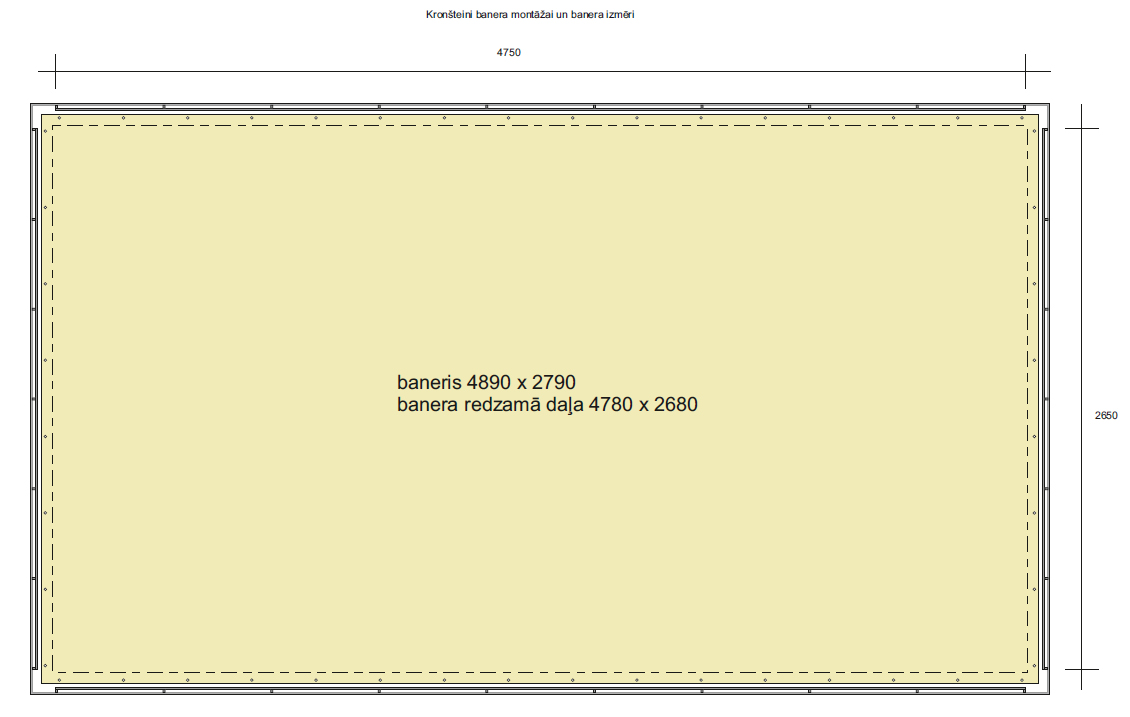 Kronšteini banera montāžai un banera izmēri
4750
baneris 4890 x 2790
banera redzamā daļa 4780 x 2680
2650